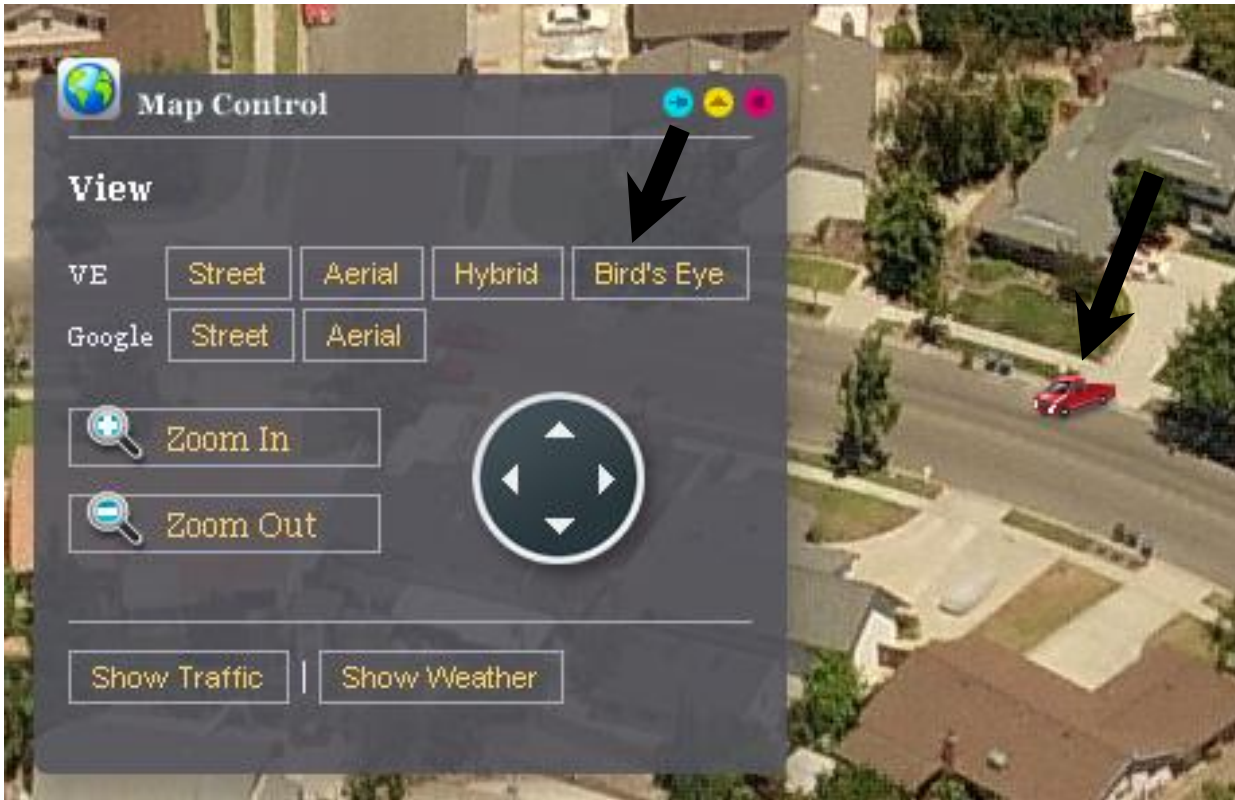 Map Control
View
VE Street Aerial Hybrid Bird's Eye
Google Street Aerial
Zoom In
Zoom Out
Show Traffic | Show Weather